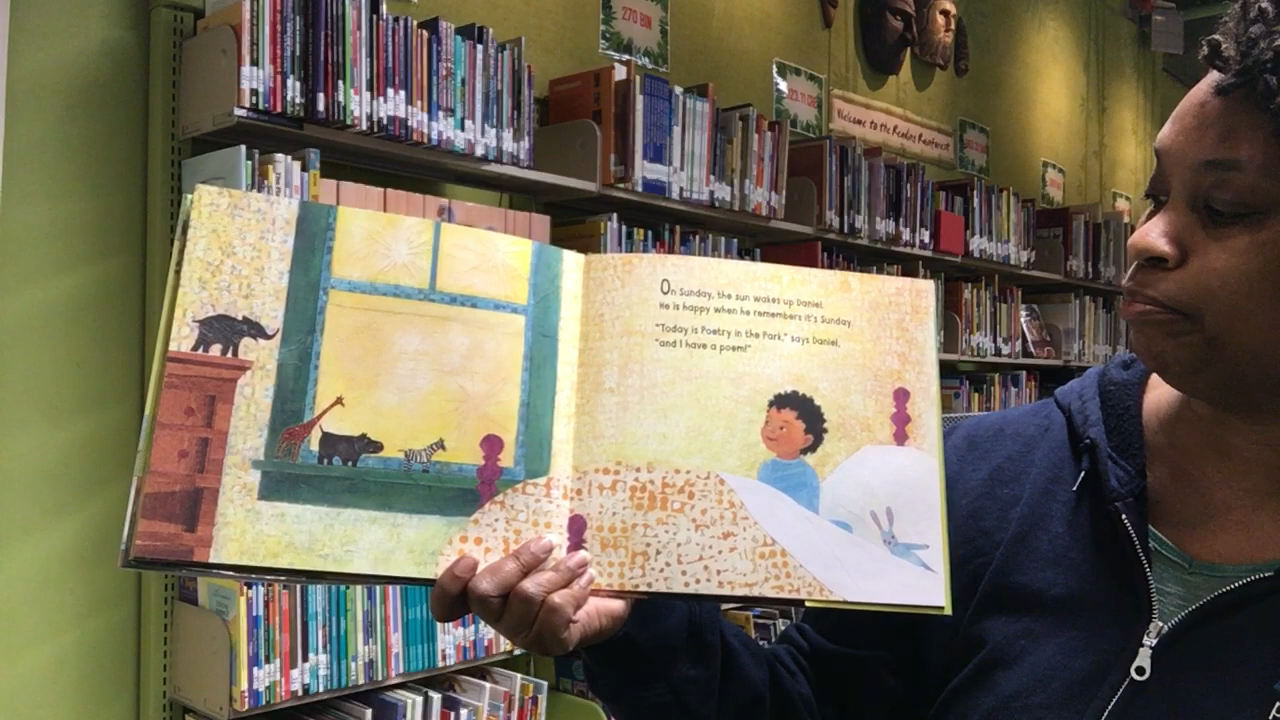 270 BIN
Welcome to the Reading Rainforest
On Sunday, the sun wakes up Daniel.
He is happy when he remembers it's Sunday.
"Today is Poetry in the Park," says Daniel,
"and I have a poem!"